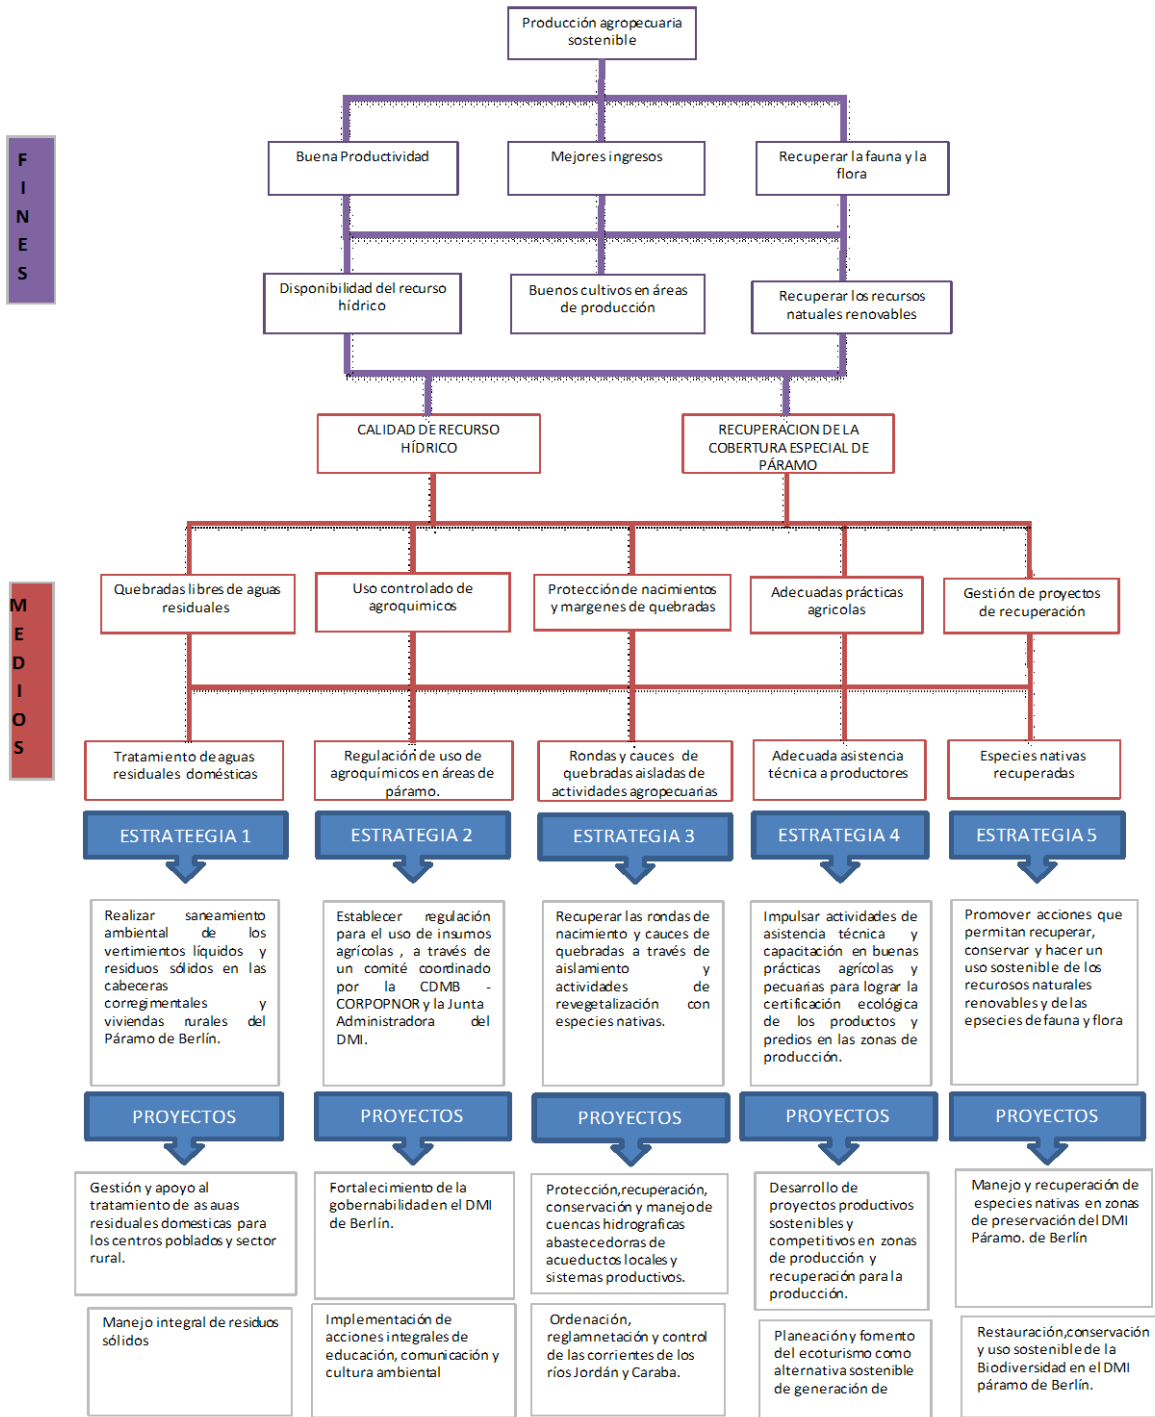 Producción agropecuaria
sostenible
FINES
Buena Productividad
Mejores ingresos
Recuperar la fauna y la
flora
Disponibilidad del recurso
hídrico
Buenos cultivos en áreas
de producción
Recuperar los recursos
natuales renovables
CALIDAD DE RECURSO
HÍDRICO
RECUPERACION DE LA
COBERTURA ESPECIAL DE
PÁRAMO
MEDIOS
Quebradas libres de aguas
residuales
Uso controlado de
agroquimicos
Protección de nacimientos
y margenes de quebradas
Adecuadas prácticas
agricolas
Gestión de proyectos
de recuperación
Tratamiento de aguas
residuales domésticas
Regulación de uso de
agroquímicos en áreas de
páramo.
Rondas y cauces de
quebradas aisladas de
actividades agropecuarias
Adecuada asistencia
técnica a productores
Especies nativas
recuperadas
ESTRATEEGIA 1
ESTRATEGIA 2
ESTRATEGIA 3
ESTRATEGIA 4
ESTRATEGIA 5
Realizar saneamiento
ambiental de los
vertimientos líquidos y
residuos sólidos en las
cabeceras
corregimentales y
viviendas rurales del
Páramo de Berlín.
Establecer regulación
para el uso de insumos
agrícolas , a través de
un comité coordinado
por la CDMB -
CORPOPNOR y la Junta
Administradora del
DMI.
Recuperar las rondas de
nacimiento y cauces de
quebradas a través de
aislamiento y
actividades de
revegetalización con
especies nativas.
Impulsar actividades de
asistencia técnica y
capacitación en buenas
prácticas agrícolas y
pecuarias para lograr la
certificación ecológica
de los productos y
predios en las zonas de
producción.
Promover acciones que
permitan recuperar,
conservar y hacer un
uso sostenible de los
recurosos naturales
renovables y de las
epsecies de fauna y flora
PROYECTOS
PROYECTOS
PROYECTOS
PROYECTOS
PROYECTOS
Gestión y apoyo al
tratamiento de as auas
residuales domesticas para
los centros poblados y sector
rural.
Fortalecimiento de la
gobernabilidad en el DMI
de Berlín.
Protección,recuperación,
conservación y manejo de
cuencas hidrograficas
abastecedorras de
acueductos locales y
sistemas productivos.
Desarrollo de
proyectos productivos
sostenibles y
competitivos en zonas
de producción y
recuperación para la
producción.
Manejo y recuperación de
especies nativas en zonas
de preservación del DMI
Páramo. de Berlín
Manejo integral de residuos
sólidos
Implementación de
acciones integrales de
educación, comunicación y
cultura ambiental
Ordenación,
reglamnetación y control
de las corrientes de los
ríos Jordán y Caraba.
Planeación y fomento
del ecoturismo como
alternativa sostenible
de generación de
Restauración,conservación
y uso sostenible de la
Biodiversidad en el DMI
páramo de Berlín.